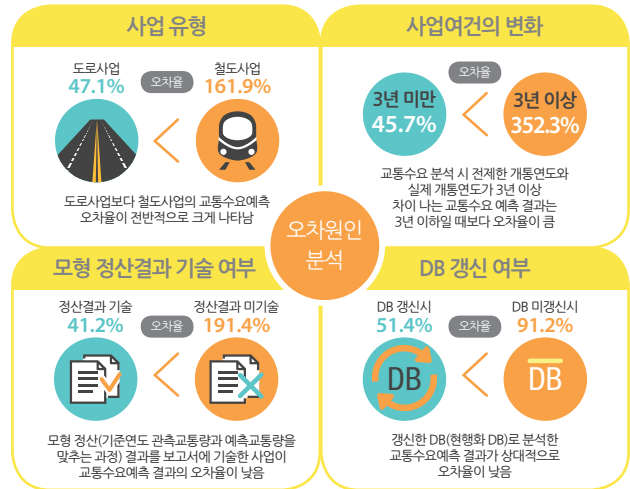 사업 유형
도로사업
47.1%
오차율
철도사업
161.9%
도로사업보다 철도사업의 교통수요예측
오차율이 전반적으로 크게 나타남
사업여건의 변화
오차율
3년 미만
45.7%
3년 이상
352.3%
교통수요 분석 시 전제한 개통연도와
실제 개통연도가 3년 이상
차이 나는 교통수요 예측 결과는
3년 이하일 때보다 오차율이 큼
오차원인
분석
모형 정산결과 기술 여부
정산결과 기술
41.2%
오차율
정산결과 미기술
191.4%
모형 정산(기준연도 관측교통량과 예측교통량을
맞추는 과정) 결과를 보고서에 기술한 사업이
교통수요예측 결과의 오차율이 낮음
DB 갱신 여부
DB 갱신시
51.4%
오차율
DB 미갱신시
91.2%
DB
DB
갱신한 DB(현행화 DB)로 분석한
교통수요예측 결과가 상대적으로
오차율이 낮음